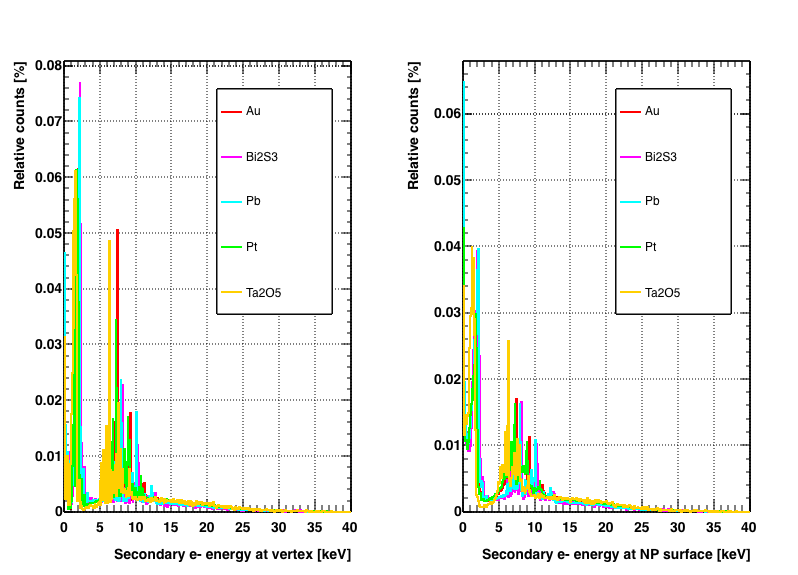 Relative counts [%]
0.08
0.07
0.06
0.05
0.04
0.03
0.02
0.01
0
0 5 10 15 20 25 30 35 40
Secondary e- energy at vertex [keV]
Au
Bi2S3
Pb
Pt
Ta2O5
Relative counts [%]
0.06
0.05
0.04
0.03
0.02
0.01
0
0 5 10 15 20 25 30 35 40
Secondary e- energy at NP surface [keV]
Au
Bi2S3
Pb
Pt
Ta2O5